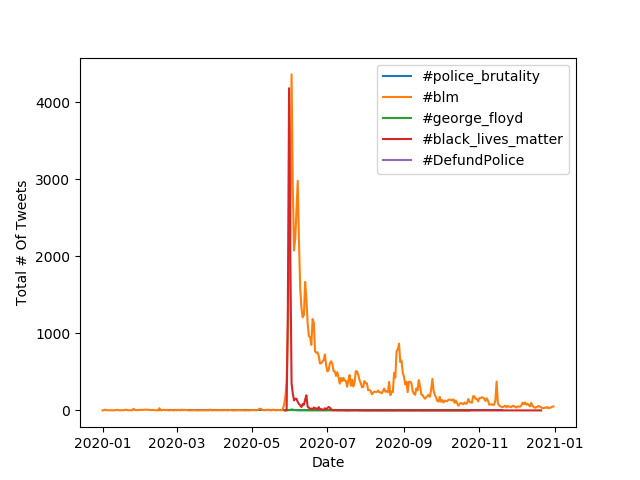 #police_brutality
#blm
#george_floyd
#black_lives_matter
#DefundPolice
4000
3000
2000
1000
0
Total # Of Tweets
2020-01 2020-03 2020-05 2020-07 2020-09 2020-11 2021-01
Date